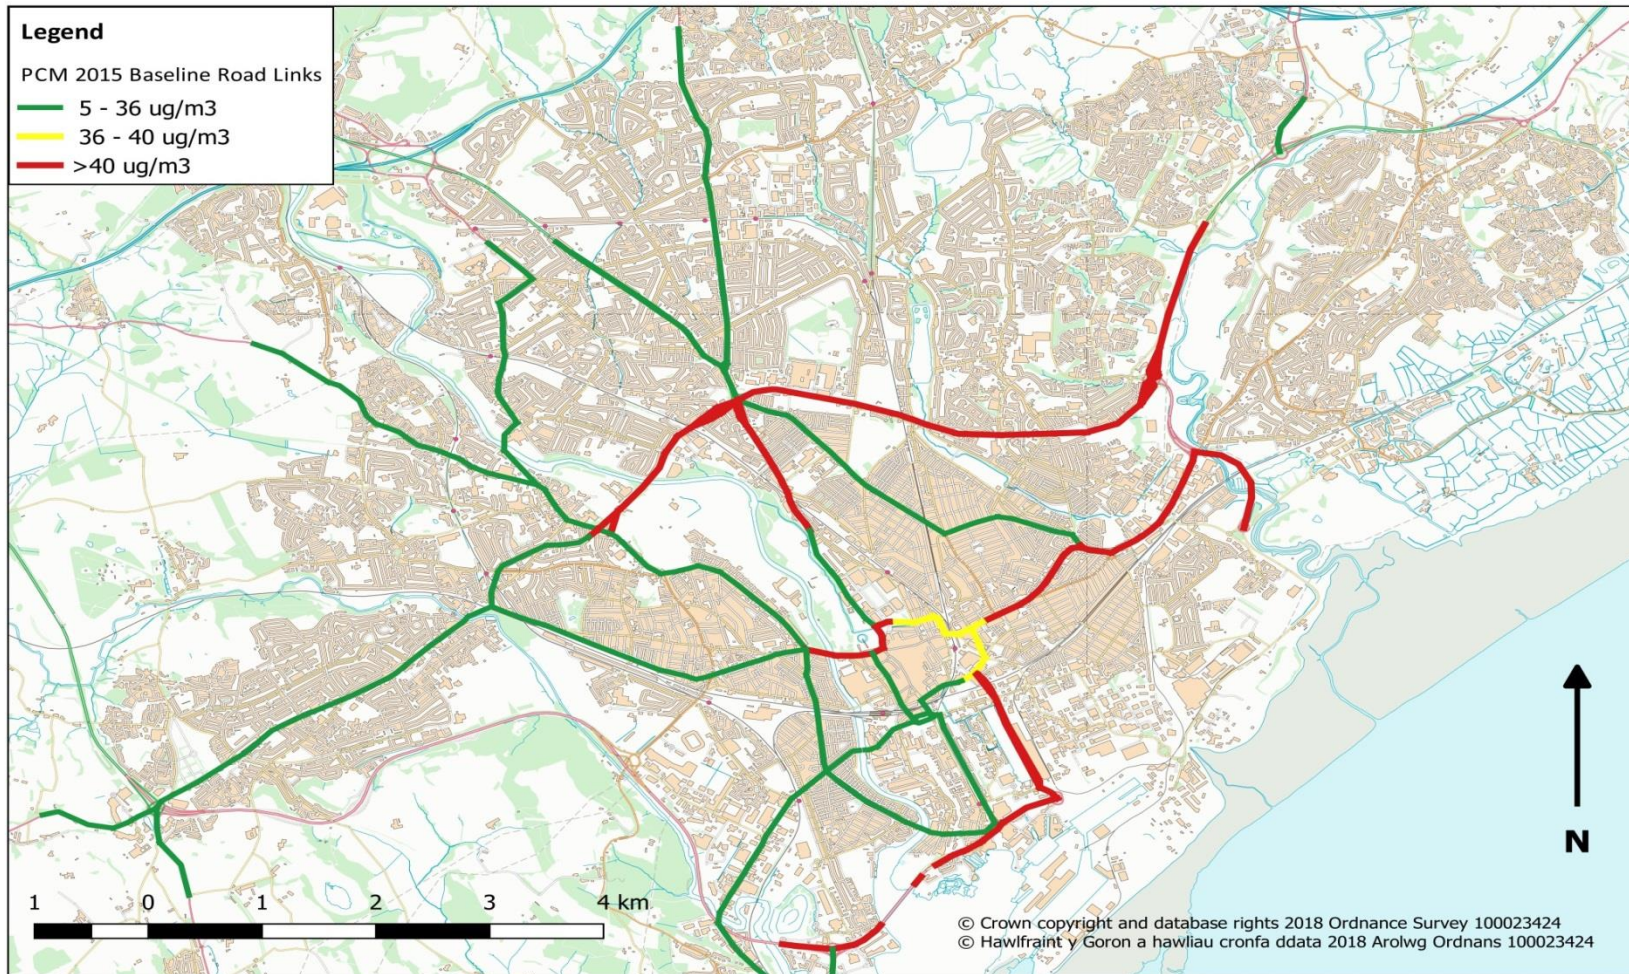 Legend
PCM 2015 Baseline Road Links
5 - 36 ug/m3
36 - 40 ug/m3
>40 ug/m3
N
1 0 1 2 3 4 km
© Crown copyright and database rights 2018 Ordnance Survey 100023424
© Hawlfraint y Goron a hawliau cronfa ddata 2018 Arolwg Ordnans 100023424